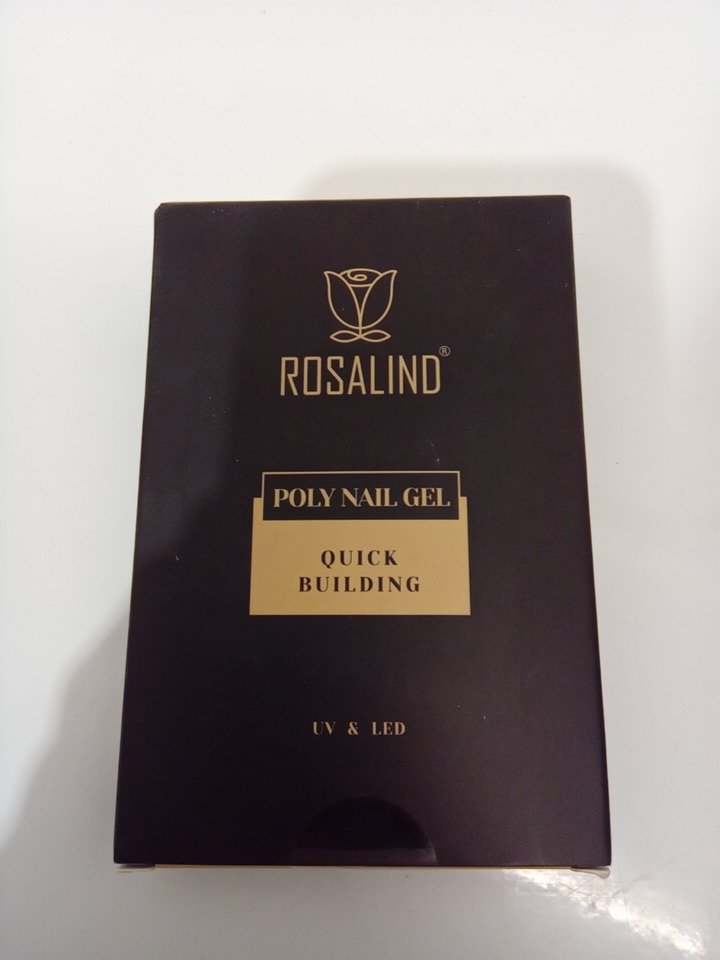 ROSALIND®
POLY NAIL GEL
QUICK
BUILDING
UV & LED